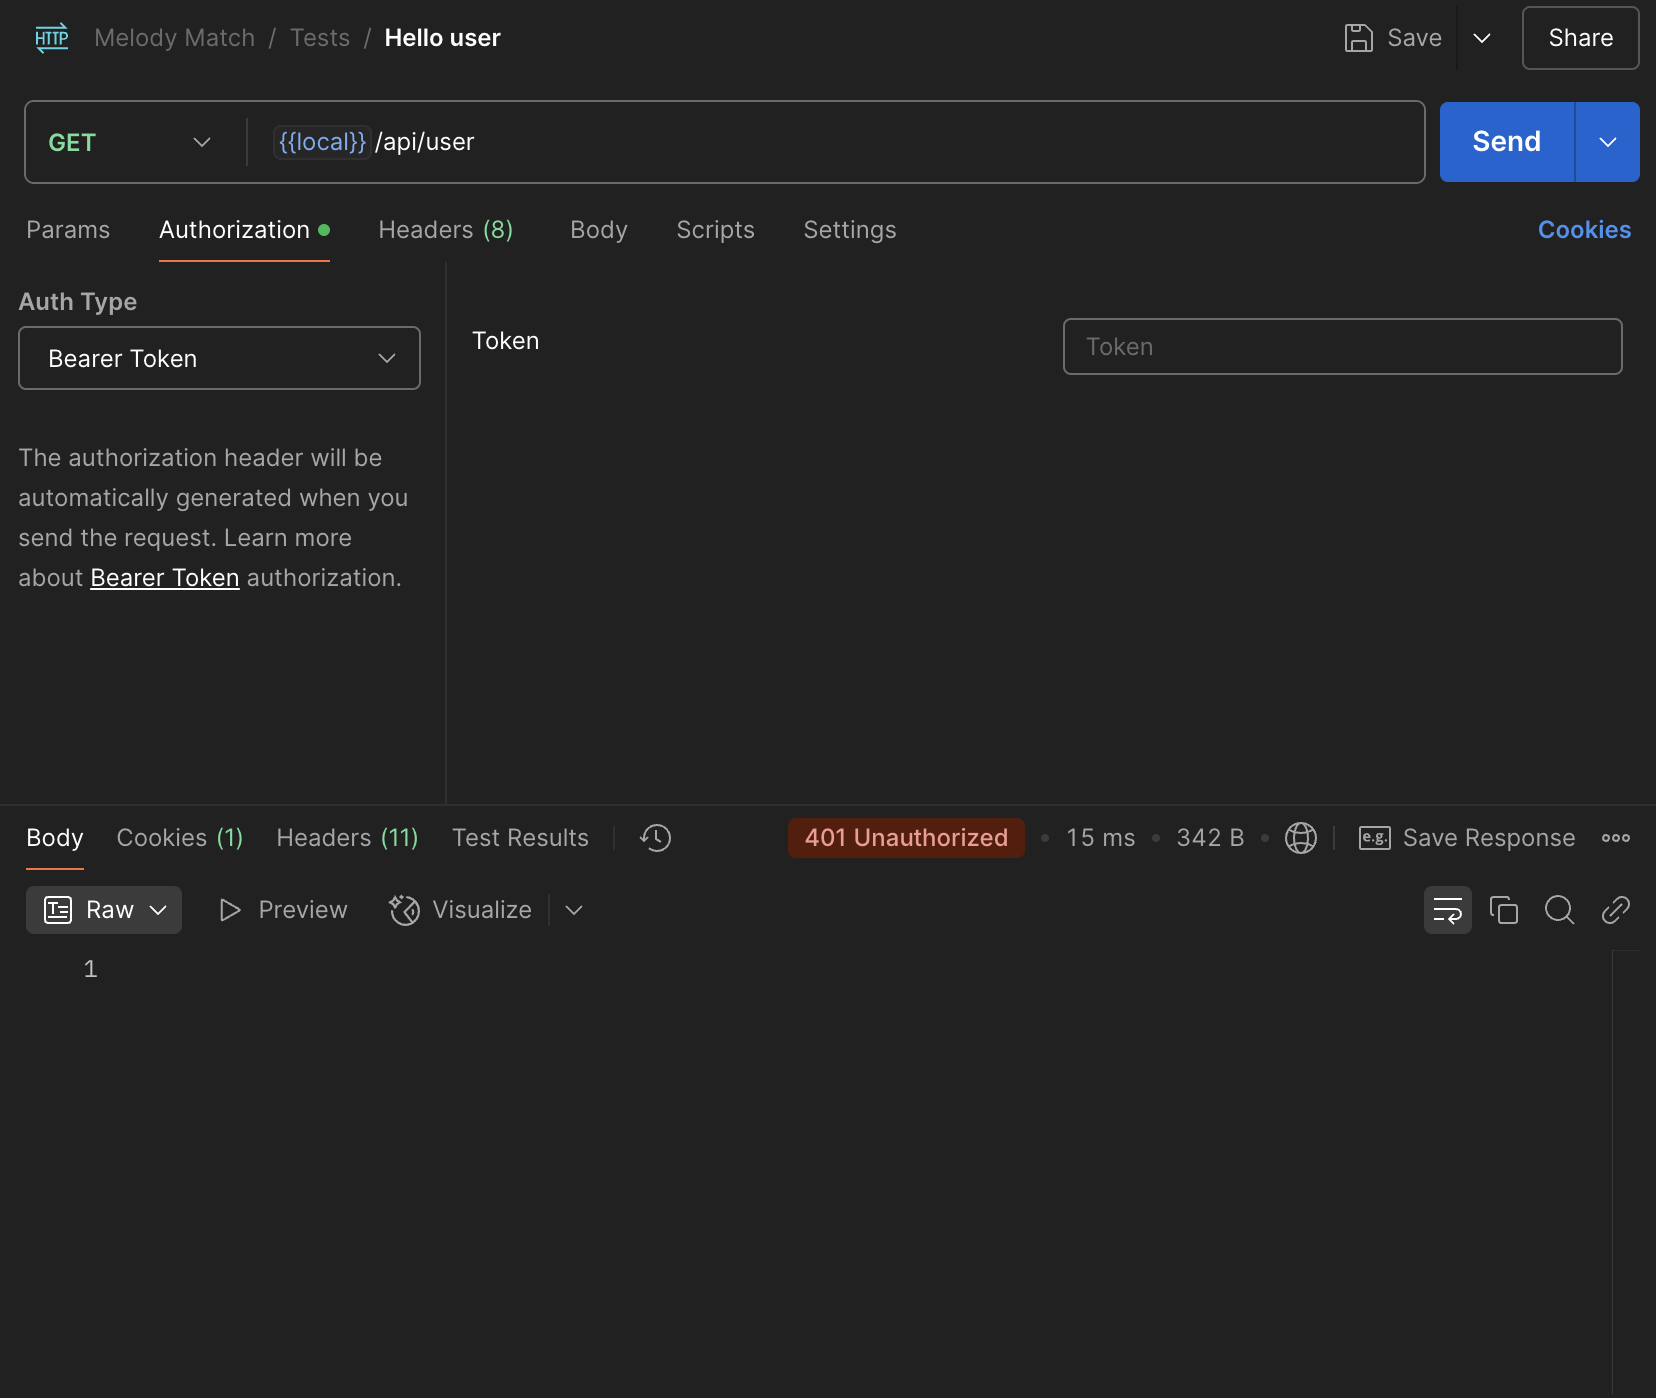 HTTP Melody Match / Tests / Hello user Save Share
GET {{local}}/api/user Send
Params Authorization Headers (8) Body Scripts Settings Cookies
Auth Type
Bearer Token
Token
Token
The authorization header will be
automatically generated when you
send the request. Learn more
about Bearer Token authorization.
Body Cookies (1) Headers (11) Test Results 401 Unauthorized • 15 ms • 342 B • e.g. Save Response
Raw Preview Visualize
1